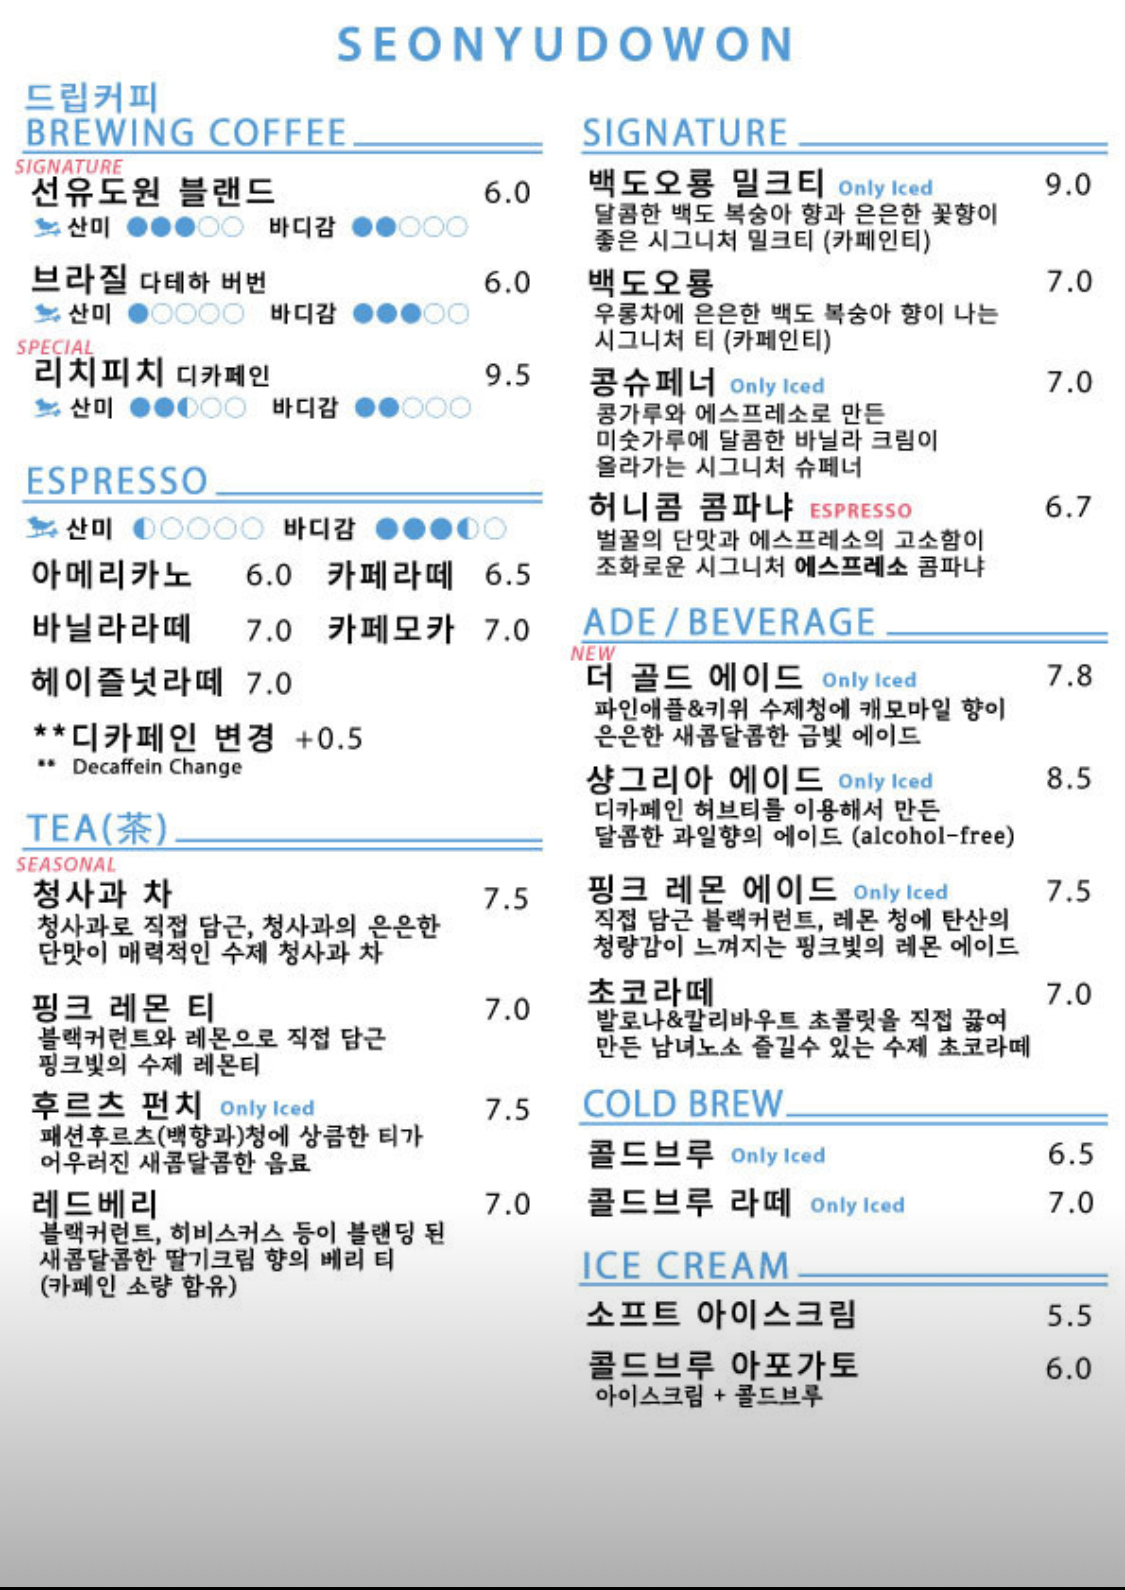 SEONYUDOWON
드립커피
BREWING COFFEE
SIGNATURE
선유도원 블랜드 6.0
산미 바디감
브라질 다테하 버번 6.0
산미 바디감
SPECIAL
리치피치 디카페인 9.5
산미 바디감
ESPRESSO
산미 바디감
아메리카노 6.0 카페라떼 6.5
바닐라라떼 7.0 카페모카 7.0
헤이즐넛라떼 7.0
**디카페인 변경 +0.5
** Decaffein Change
TEA(茶)
SEASONAL
청사과 차 7.5
청사과로 직접 담근, 청사과의 은은한
단맛이 매력적인 수제 청사과 차
핑크 레몬 티 7.0
블랙커런트와 레몬으로 직접 담근
핑크빛의 수제 레몬티
후르츠 펀치 Only Iced 7.5
패션후르츠(백향과)청에 상큼한 티가
어우러진 새콤달콤한 음료
레드베리 7.0
블랙커런트, 히비스커스 등이 블랜딩 된
새콤달콤한 딸기크림 향의 베리 티
(카페인 소량 함유)
SIGNATURE
백도오룡 밀크티 Only Iced 9.0
달콤한 백도 복숭아 향과 은은한 꽃향이
좋은 시그니처 밀크티 (카페인티)
백도오룡 7.0
우롱차에 은은한 백도 복숭아 향이 나는
시그니처 티 (카페인티)
콩슈페너 Only Iced 7.0
콩가루와 에스프레소로 만든
미숫가루에 달콤한 바닐라 크림이
올라가는 시그니처 슈페너
허니콤 콤파냐 ESPRESSO 6.7
벌꿀의 단맛과 에스프레소의 고소함이
조화로운 시그니처 에스프레소 콤파냐
ADE / BEVERAGE
NEW
더 골드 에이드 Only Iced 7.8
파인애플&키위 수제청에 캐모마일 향이
은은한 새콤달콤한 금빛 에이드
샹그리아 에이드 Only Iced 8.5
디카페인 허브티를 이용해서 만든
달콤한 과일향의 에이드 (alcohol-free)
핑크 레몬 에이드 Only Iced 7.5
직접 담근 블랙커런트, 레몬 청에 탄산의
청량감이 느껴지는 핑크빛의 레몬 에이드
초코라떼 7.0
발로나&칼리바우트 초콜릿을 직접 끓여
만든 남녀노소 즐길수 있는 수제 초코라떼
COLD BREW
콜드브루 Only Iced 6.5
콜드브루 라떼 Only Iced 7.0
ICE CREAM
소프트 아이스크림 5.5
콜드브루 아포가토 6.0
아이스크림 + 콜드브루